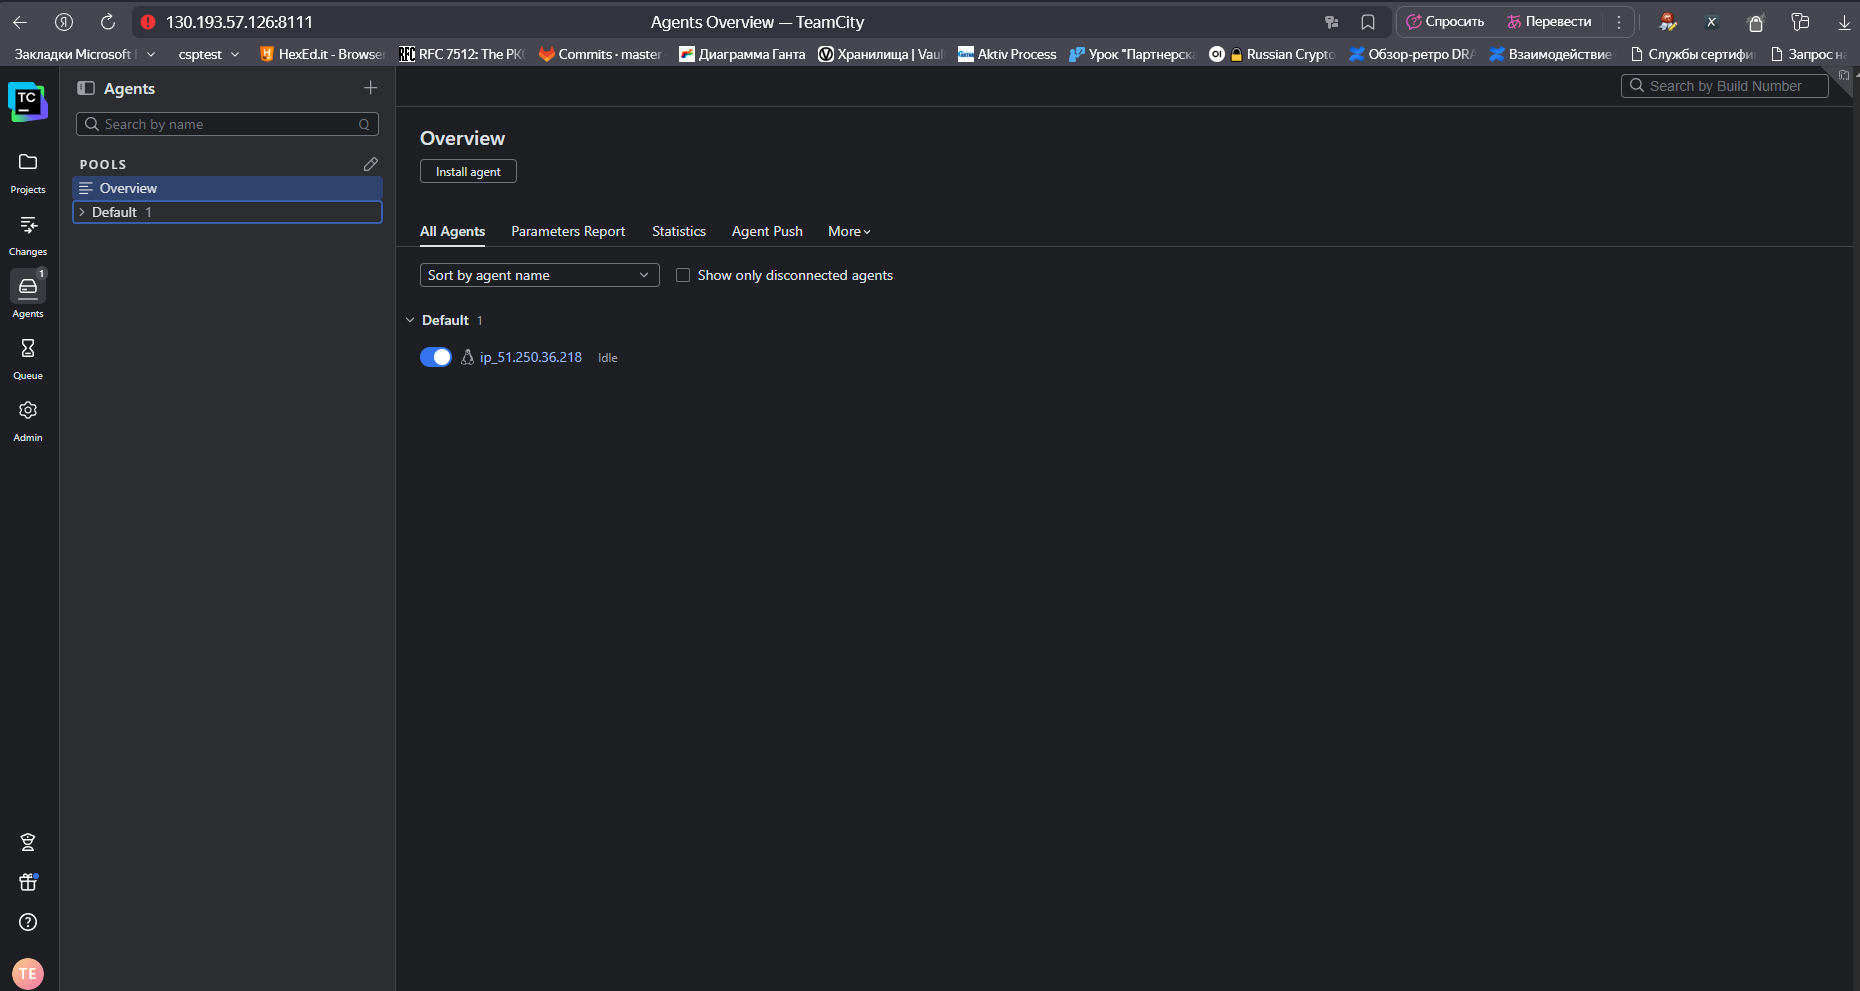 130.193.57.126:8111
Agents Overview — TeamCity
Спросить
Перевести
Закладки Microsoft
csptest
HexEd.it - Browser
RFC 7512: The PK
Commits · master
Диаграмма Ганта
Хранилища | Vaul
Aktiv Process
Урок "Партнерска
Russian Crypto
Обзор-ретро DRA
Взаимодействие
Службы сертифи
Запрос на
TC
Agents
Search by name
Q
Search by Build Number
POOLS
Overview
Default 1
Projects
Changes
1
Agents
Queue
Admin
TE
Overview
Install agent
All Agents
Parameters Report
Statistics
Agent Push
More
Sort by agent name
Show only disconnected agents
Default 1
ip_51.250.36.218
Idle